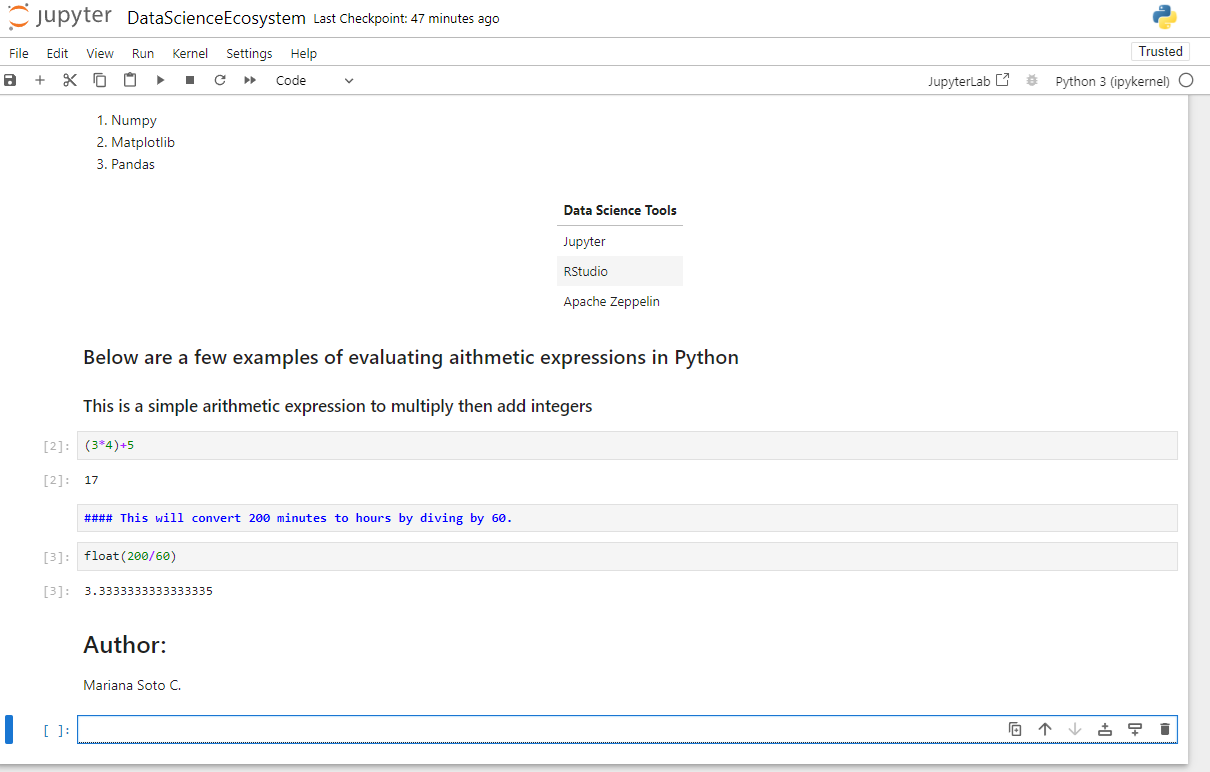 jupyter DataScienceEcosystem Last Checkpoint: 47 minutes ago
File Edit View Run Kernel Settings Help Trusted
Code JupyterLab Python 3 (ipykernel)
1. Numpy
2. Matplotlib
3. Pandas
Data Science Tools
Jupyter
RStudio
Apache Zeppelin
Below are a few examples of evaluating aithmetic expressions in Python
This is a simple arithmetic expression to multiply then add integers
[2]: (3*4)+5
[2]: 17
#### This will convert 200 minutes to hours by diving by 60.
[3]: float(200/60)
[3]: 3.3333333333333335
Author:
Mariana Soto C.
[ ]: